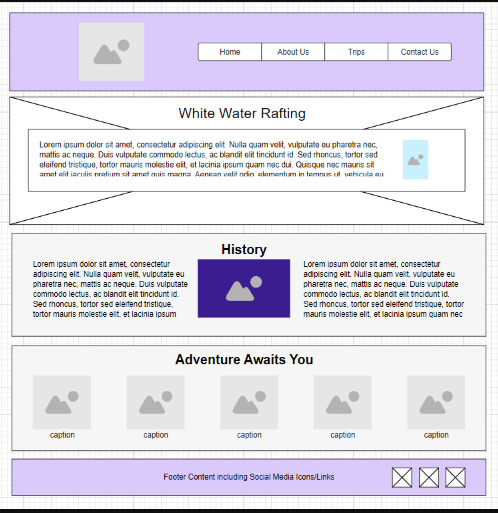 Home About Us Trips Contact Us
White Water Rafting
Lorem ipsum dolor sit amet, consectetur adipiscing elit. Nulla quam velit, vulputate eu pharetra nec,
mattis ac neque. Duis vulputate commodo lectus, ac blandit elit tincidunt id. Sed rhoncus, tortor sed
eleifend tristique, tortor mauris molestie elit, et lacinia ipsum quam nec dui. Quisque nec mauris sit
amet elit iaculis pretium sit amet quis magna. Aenean velit odio, elementum in tempus ut, vehicula eu
History
Lorem ipsum dolor sit amet, consectetur
adipiscing elit. Nulla quam velit, vulputate eu
pharetra nec, mattis ac neque. Duis vulputate
commodo lectus, ac blandit elit tincidunt id.
Sed rhoncus, tortor sed eleifend tristique,
tortor mauris molestie elit, et lacinia ipsum
Lorem ipsum dolor sit amet, consectetur
adipiscing elit. Nulla quam velit, vulputate eu
pharetra nec, mattis ac neque. Duis vulputate
commodo lectus, ac blandit elit tincidunt id.
Sed rhoncus, tortor sed eleifend tristique,
tortor mauris molestie elit, et lacinia ipsum quam nec
Adventure Awaits You
caption caption caption caption caption
Footer Content including Social Media Icons/Links